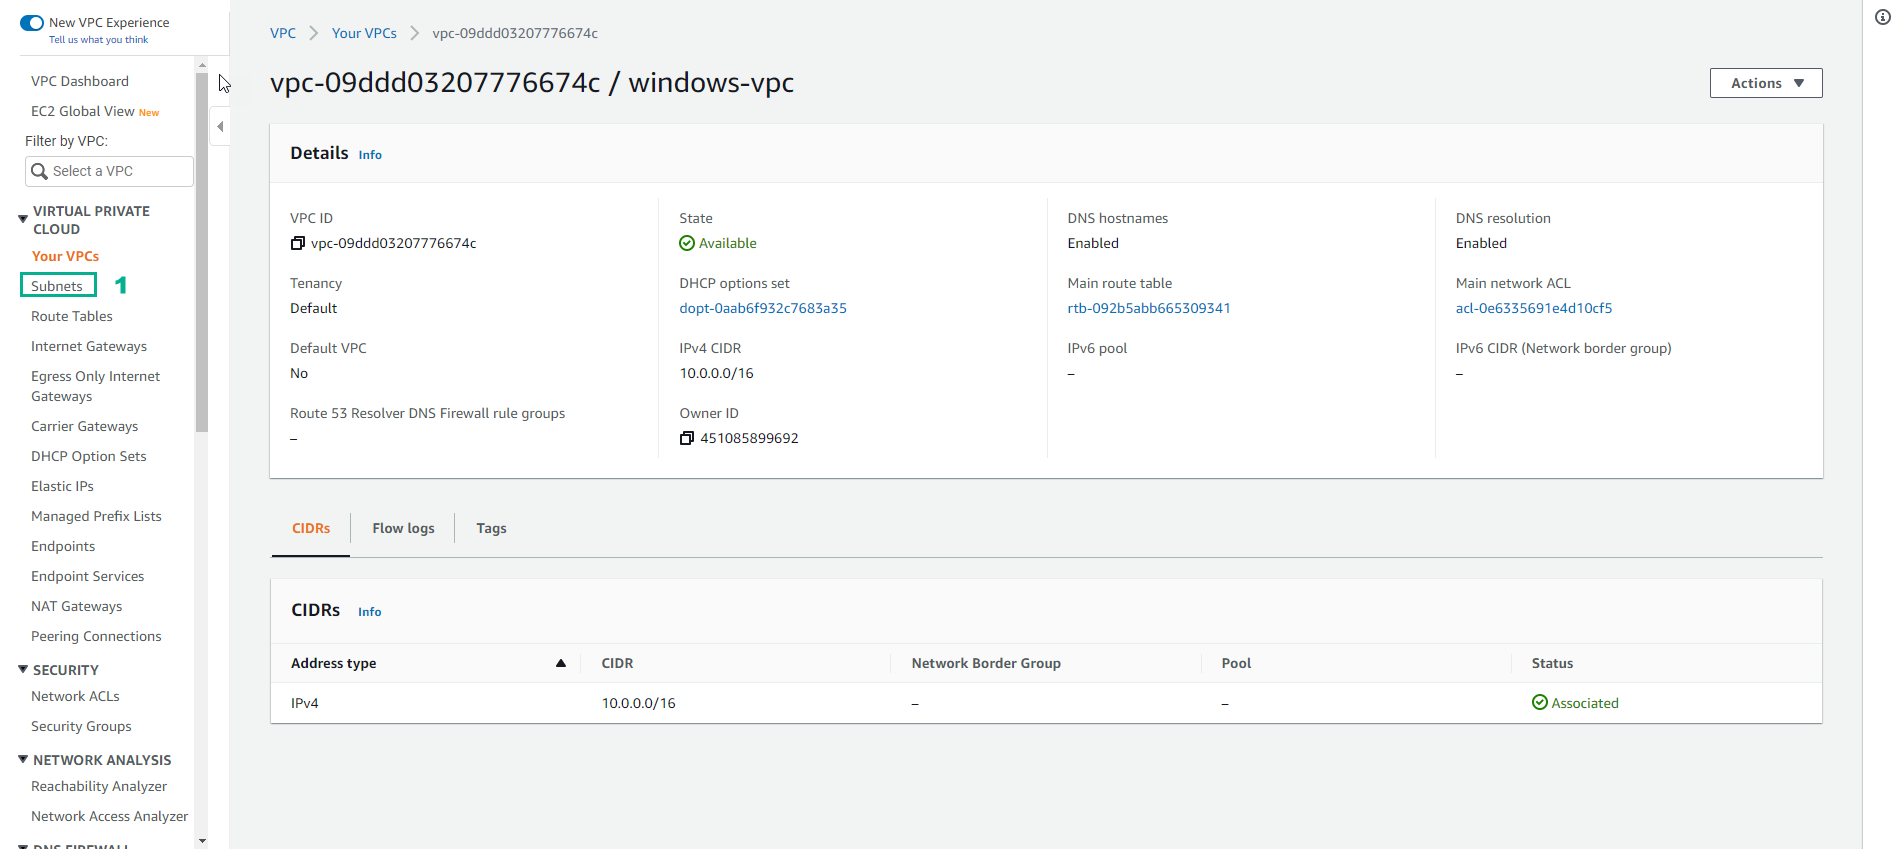 New VPC Experience
Tell us what you think
VPC Dashboard
EC2 Global View New
Filter by VPC:
Select a VPC
VIRTUAL PRIVATE
CLOUD
Your VPCs
Subnets 1
Route Tables
Internet Gateways
Egress Only Internet
Gateways
Carrier Gateways
DHCP Option Sets
Elastic IPs
Managed Prefix Lists
Endpoints
Endpoint Services
NAT Gateways
Peering Connections
SECURITY
Network ACLs
Security Groups
NETWORK ANALYSIS
Reachability Analyzer
Network Access Analyzer
DNS FIREWALL
VPC Your VPCs vpc-09ddd03207776674c
vpc-09ddd03207776674c / windows-vpc
Actions
Details Info
VPC ID
vpc-09ddd03207776674c
State
Available
DNS hostnames
Enabled
DNS resolution
Enabled
Tenancy
Default
DHCP options set
dopt-0aab6f932c7683a35
Main route table
rtb-092b5abb665309341
Main network ACL
acl-0e6335691e4d10cf5
Default VPC
No
IPv4 CIDR
10.0.0.0/16
IPv6 pool
–
IPv6 CIDR (Network border group)
–
Route 53 Resolver DNS Firewall rule groups
–
Owner ID
451085899692
CIDRs Flow logs Tags
CIDRs Info
Address type CIDR Network Border Group Pool Status
IPv4 10.0.0.0/16 – – Associated